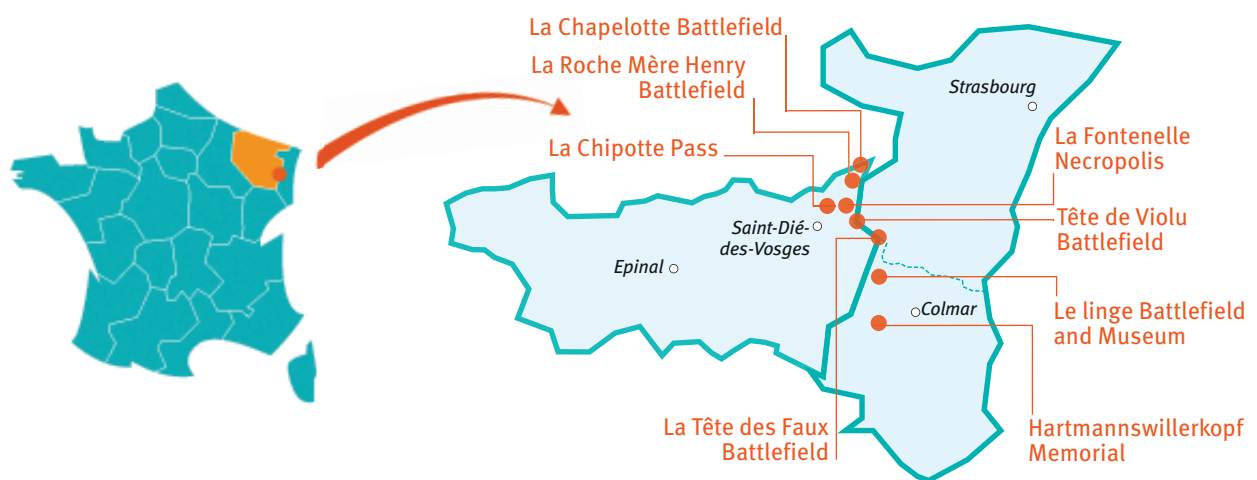 La Chapelotte Battlefield
La Roche Mère Henry
Battlefield
La Chipotte Pass
Strasbourg
La Fontenelle
Necropolis
Saint-Dié-
des-Vosges
Tête de Violu
Battlefield
Epinal
Colmar
Le linge Battlefield
and Museum
La Tête des Faux
Battlefield
Hartmannswillerkopf
Memorial